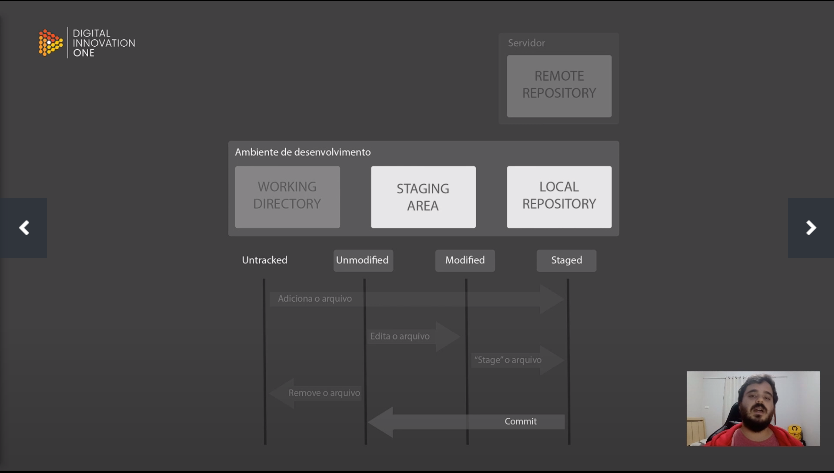 DIGITAL
INNOVATION
ONE
Servidor
REMOTE
REPOSITORY
Ambiente de desenvolvimento
WORKING
DIRECTORY
STAGING
AREA
LOCAL
REPOSITORY
Untracked
Unmodified
Modified
Staged
Adiciona o arquivo
Edita o arquivo
"Stage" o arquivo
Remove o arquivo
Commit